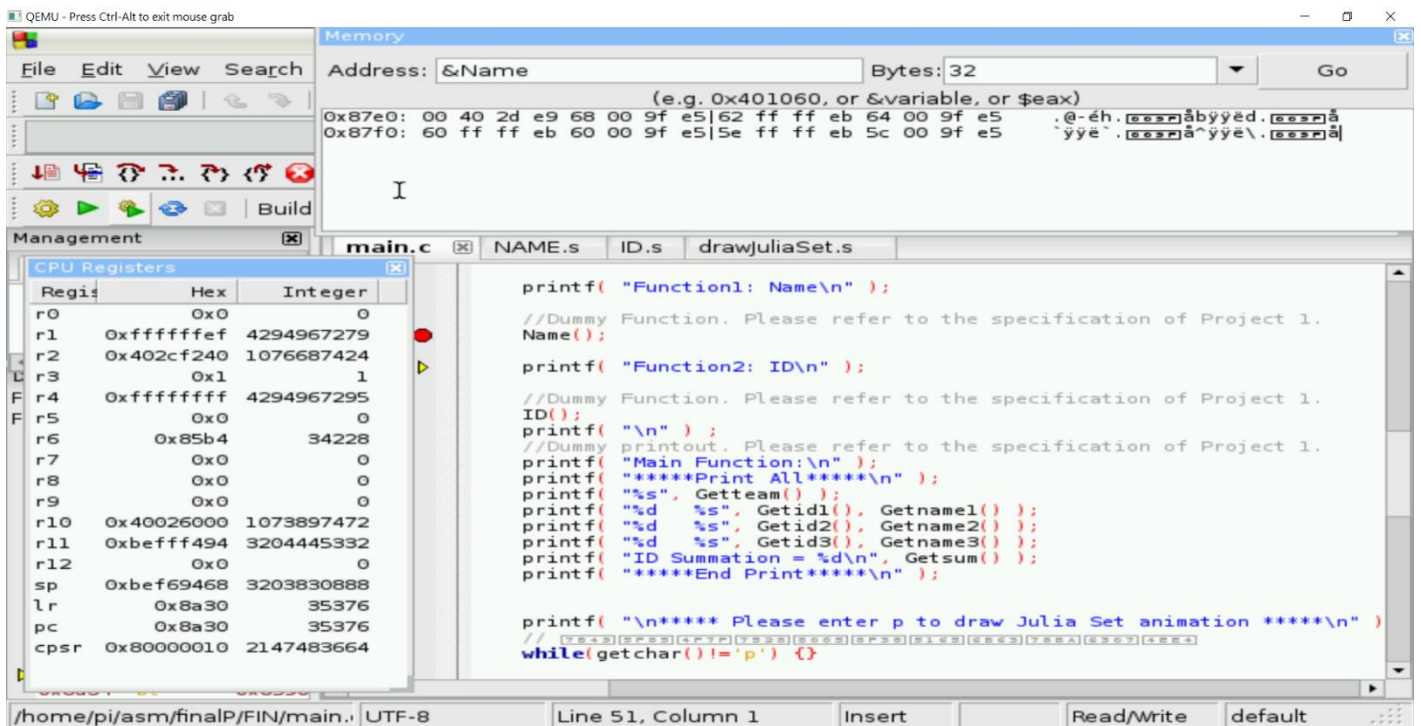 QEMU - Press Ctrl-Alt to exit mouse grab
Memory
File Edit View Search
Address: &Name Bytes: 32 Go
(e.g. 0x401060, or &variable, or $eax)
0x87e0: 00 40 2d e9 68 00 9f e5|62 ff ff eb 64 00 9f e5 .@-éh.åbÿÿëd.å
0x87f0: 60 ff ff eb 60 00 9f e5|5e ff ff eb 5c 00 9f e5 `ÿÿë`.å^ÿÿë\.å
Build
Management
main.c NAME.s ID.s drawJuliaSet.s
CPU Registers
Regis Hex Integer
r0 0x0 0
r1 0xffffffef 4294967279
r2 0x402cf240 1076687424
r3 0x1 1
r4 0xffffffff 4294967295
r5 0x0 0
r6 0x85b4 34228
r7 0x0 0
r8 0x0 0
r9 0x0 0
r10 0x40026000 1073897472
r11 0xbefff494 3204445332
r12 0x0 0
sp 0xbef69468 3203830888
lr 0x8a30 35376
pc 0x8a30 35376
cpsr 0x80000010 2147483664
printf( "Function1: Name\n" );
//Dummy Function. Please refer to the specification of Project 1.
Name();
printf( "Function2: ID\n" );
//Dummy Function. Please refer to the specification of Project 1.
ID();
printf( "\n" ) ;
//Dummy printout. Please refer to the specification of Project 1.
printf( "Main Function:\n" );
printf( "*****Print All*****\n" );
printf( "%s", Getteam() );
printf( "%d %s", Getid1(), Getname1() );
printf( "%d %s", Getid2(), Getname2() );
printf( "%d %s", Getid3(), Getname3() );
printf( "ID Summation = %d\n", Getsum() );
printf( "*****End Print*****\n" );
printf( "\n***** Please enter p to draw Julia Set animation *****\n" )
//
while(getchar()!='p') {}
/home/pi/asm/finalP/FIN/main. UTF-8 Line 51, Column 1 Insert Read/Write default